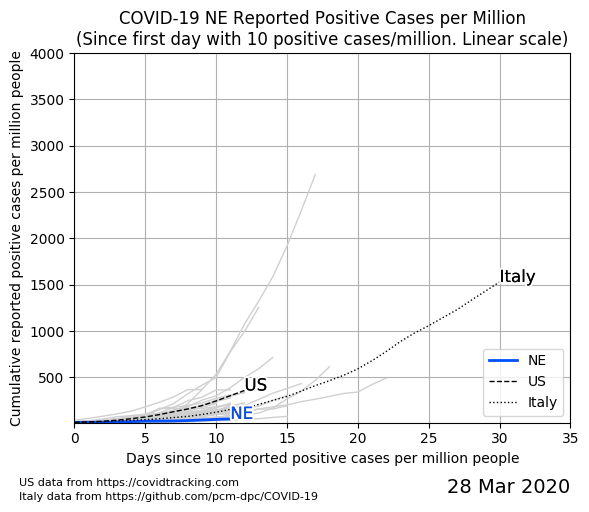 COVID-19 NE Reported Positive Cases per Million
(Since first day with 10 positive cases/million. Linear scale)
Cumulative reported positive cases per million people
4000
3500
3000
2500
2000
1500
1000
500
Italy
US
NE
NE
US
Italy
0 5 10 15 20 25 30 35
Days since 10 reported positive cases per million people
US data from https://covidtracking.com
Italy data from https://github.com/pcm-dpc/COVID-19
28 Mar 2020